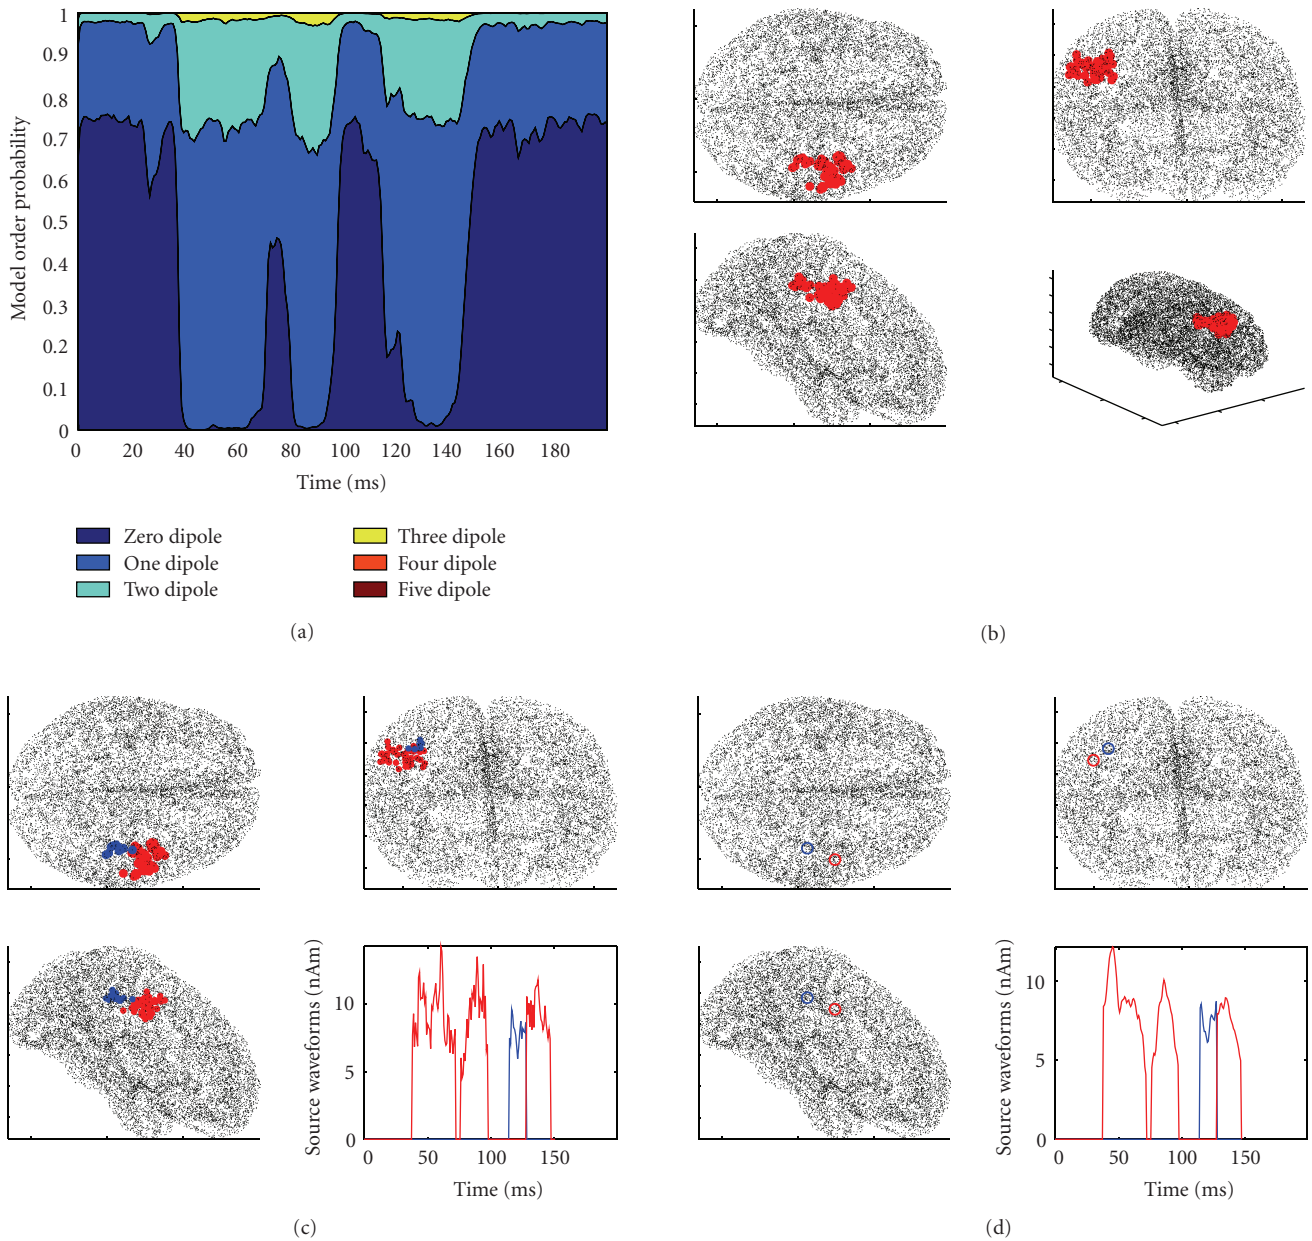 Model order probability
1
0.9
0.8
0.7
0.6
0.5
0.4
0.3
0.2
0.1
0
0 20 40 60 80 100 120 140 160 180
Time (ms)
Zero dipole
One dipole
Two dipole
Three dipole
Four dipole
Five dipole
(a)
(b)
Source waveforms (nAm)
10
5
0
0 50 100 150
Time (ms)
(c)
Source waveforms (nAm)
10
5
0
0 50 100 150
Time (ms)
(d)